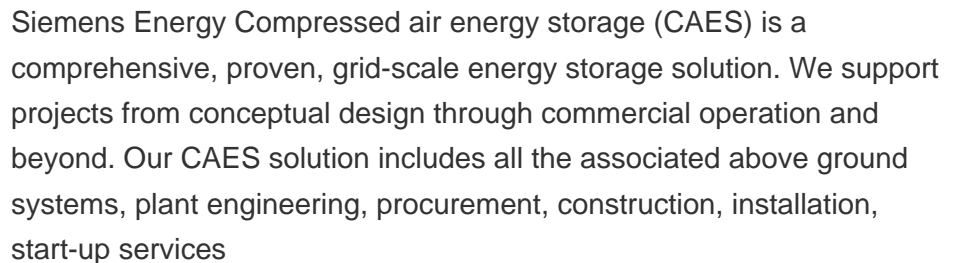 Siemens Energy Compressed air energy storage (CAES) is a
comprehensive, proven, grid-scale energy storage solution. We support
projects from conceptual design through commercial operation and
beyond. Our CAES solution includes all the associated above ground
systems, plant engineering, procurement, construction, installation,
start-up services